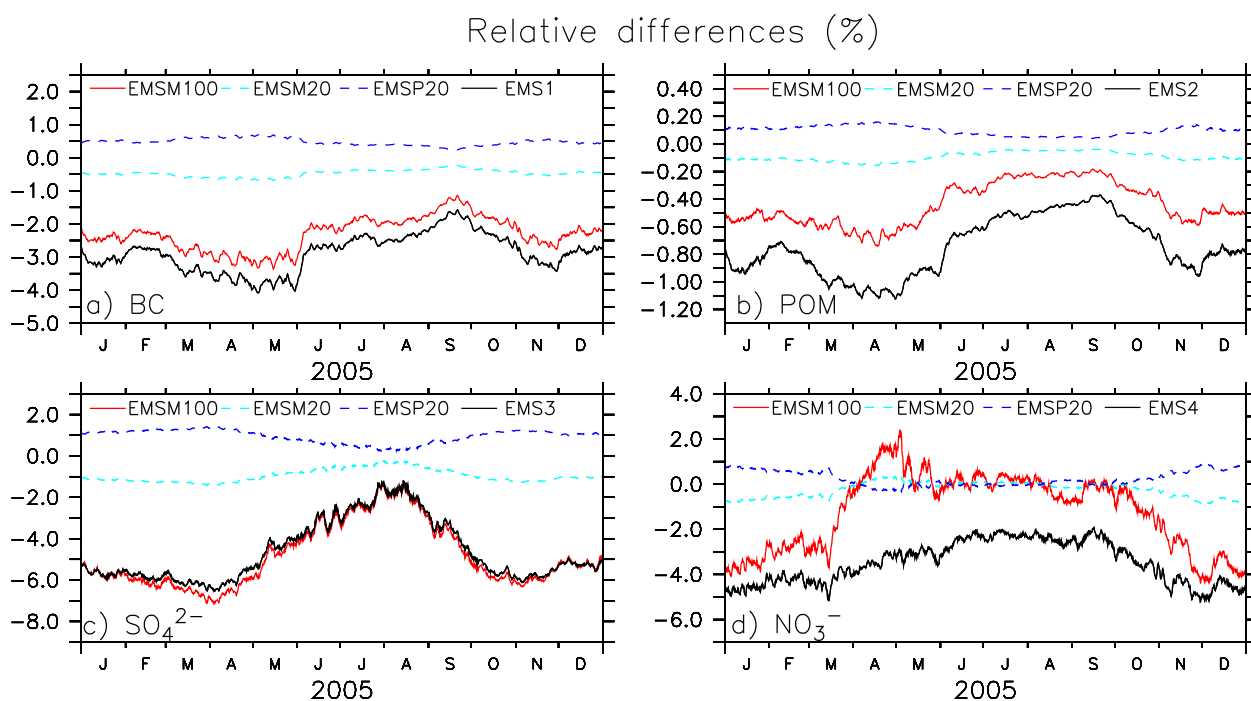 Relative differences (%)
EMSM100 EMSM20 EMSP20 EMS1
2.0
1.0
0.0
−1.0
−2.0
−3.0
−4.0
−5.0
a) BC
J F M A M J J A S O N D
2005
EMSM100 EMSM20 EMSP20 EMS2
0.40
0.20
0.00
−0.20
−0.40
−0.60
−0.80
−1.00
−1.20
b) POM
J F M A M J J A S O N D
2005
EMSM100 EMSM20 EMSP20 EMS3
2.0
0.0
−2.0
−4.0
−6.0
−8.0
c) SO₄²⁻
J F M A M J J A S O N D
2005
EMSM100 EMSM20 EMSP20 EMS4
4.0
2.0
0.0
−2.0
−4.0
−6.0
d) NO₃⁻
J F M A M J J A S O N D
2005